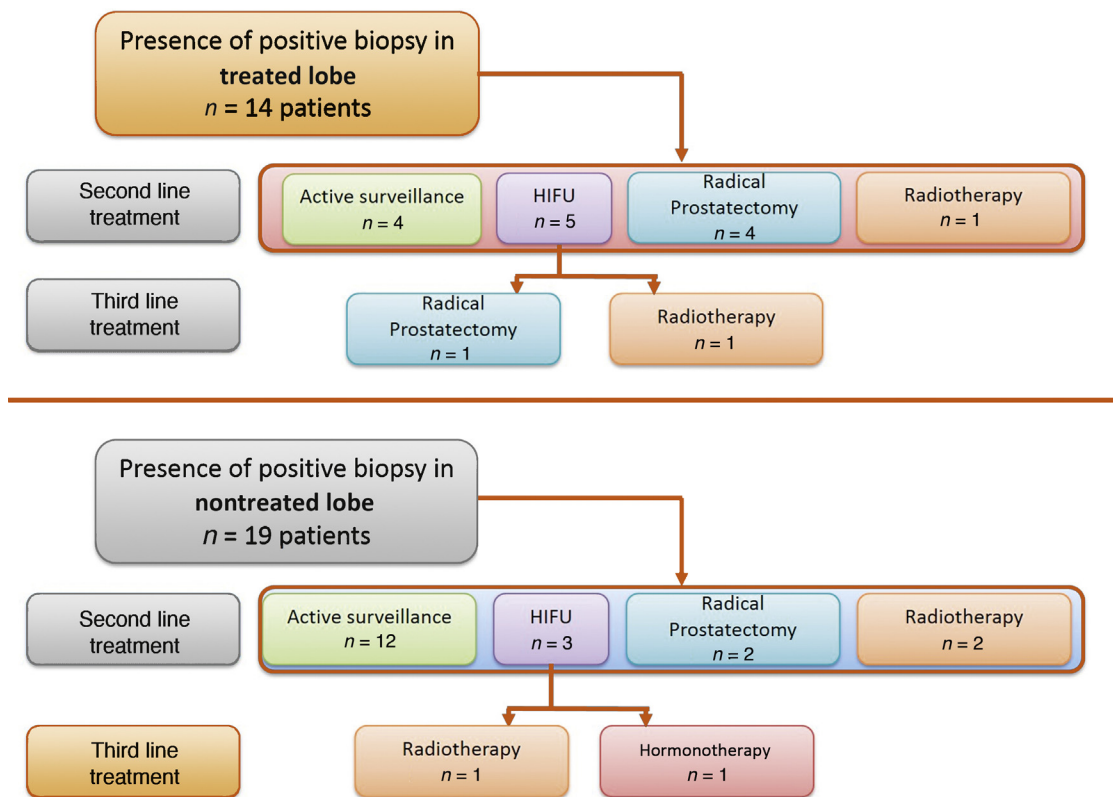 Presence of positive biopsy in
treated lobe
n = 14 patients
Second line
treatment
Active surveillance
n = 4
HIFU
n = 5
Radical
Prostatectomy
n = 4
Radiotherapy
n = 1
Third line
treatment
Radical
Prostatectomy
n = 1
Radiotherapy
n = 1
Presence of positive biopsy in
nontreated lobe
n = 19 patients
Second line
treatment
Active surveillance
n = 12
HIFU
n = 3
Radical
Prostatectomy
n = 2
Radiotherapy
n = 2
Third line
treatment
Radiotherapy
n = 1
Hormonotherapy
n = 1